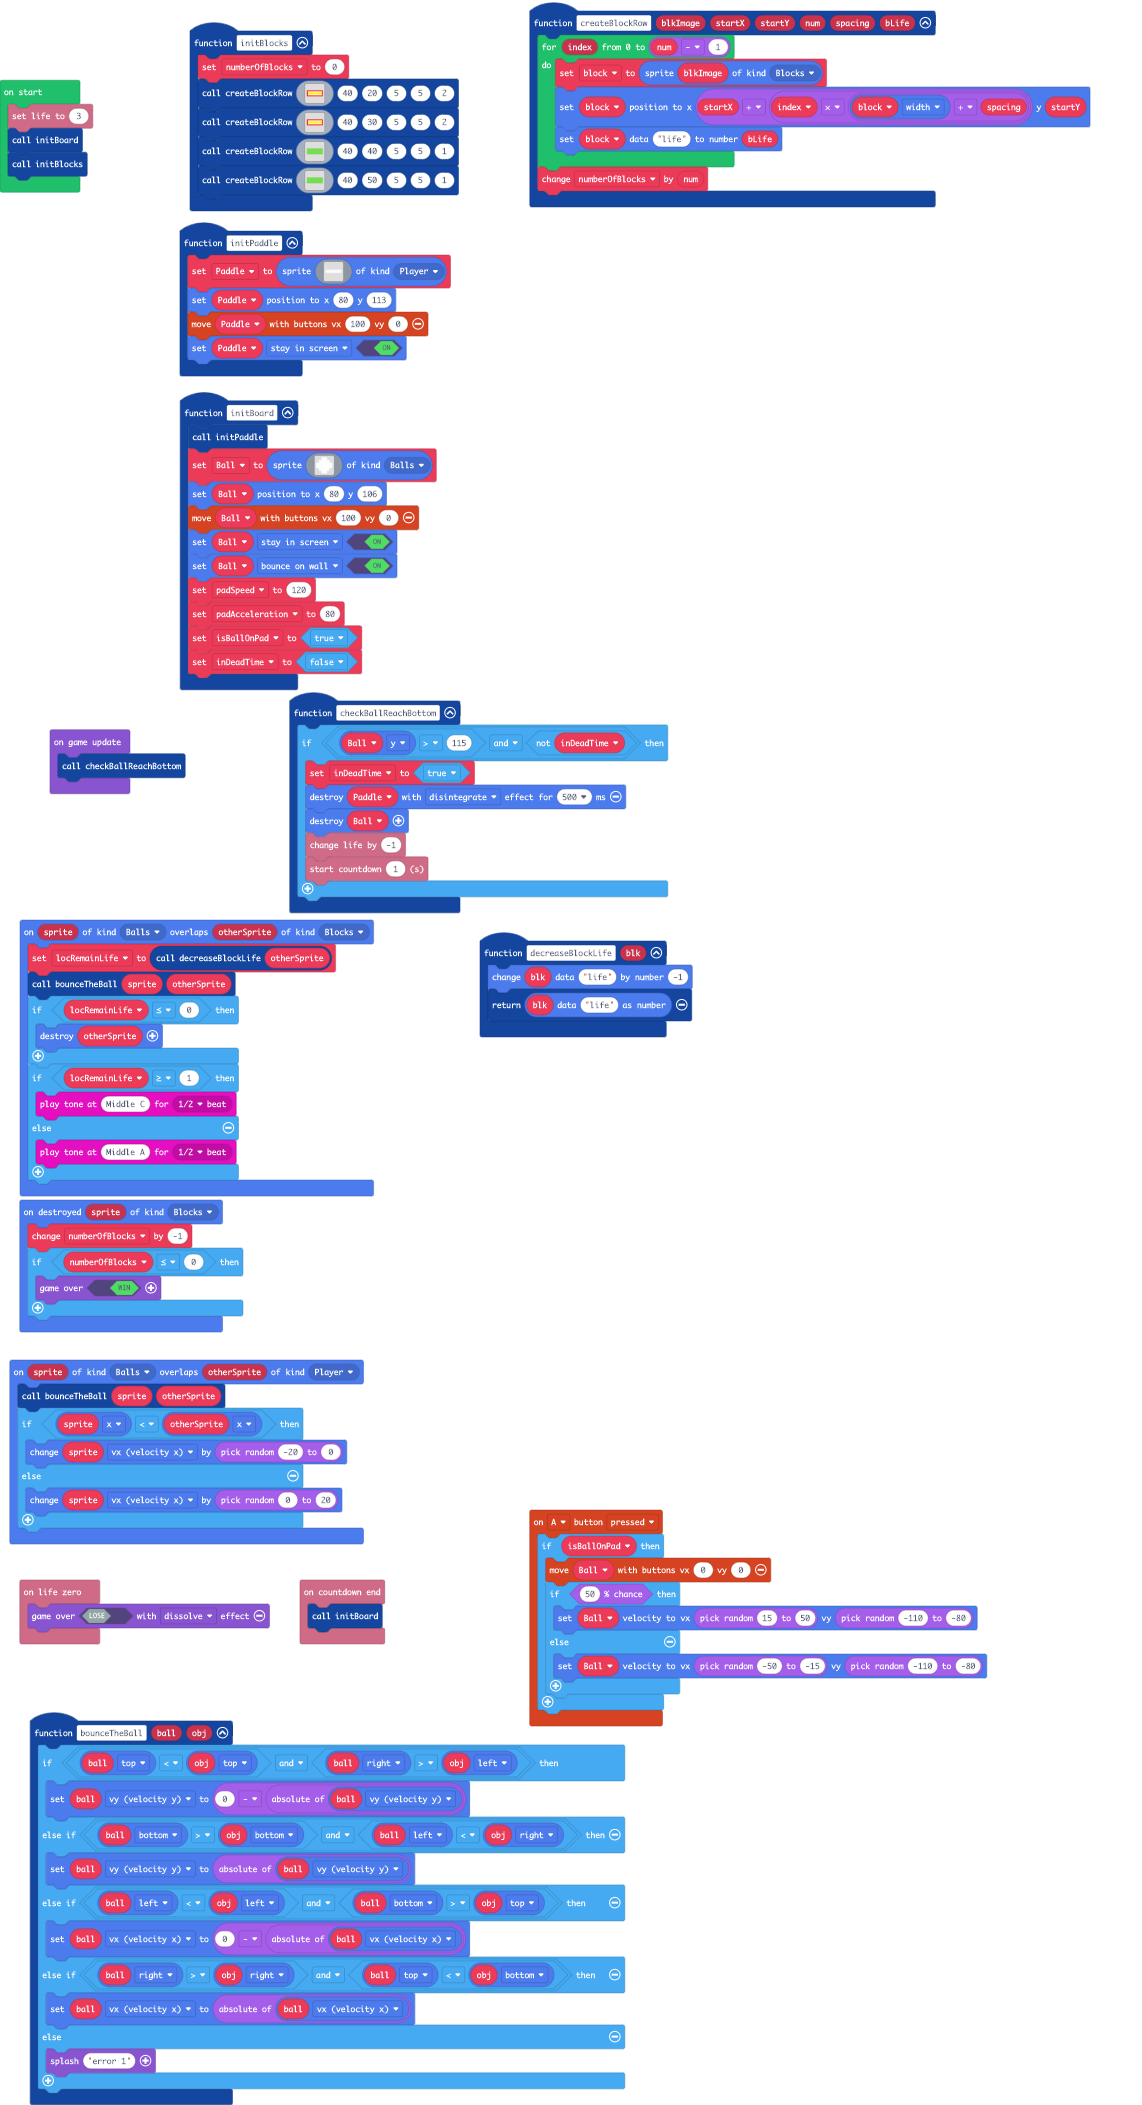 on start
set life to 3
call initBoard
call initBlocks
function initBlocks
set numberOfBlocks to 0
call createBlockRow 40 20 5 5 2
call createBlockRow 40 30 5 5 2
call createBlockRow 40 40 5 5 1
call createBlockRow 40 50 5 5 1
function createBlockRow blkImage startX startY num spacing bLife
for index from 0 to num - 1
do
set block to sprite blkImage of kind Blocks
set block position to x startX + index × block width + spacing y startY
set block data "life" to number bLife
change numberOfBlocks by num
function initPaddle
set Paddle to sprite of kind Player
set Paddle position to x 80 y 113
move Paddle with buttons vx 100 vy 0
set Paddle stay in screen ON
function initBoard
call initPaddle
set Ball to sprite of kind Balls
set Ball position to x 80 y 106
move Ball with buttons vx 100 vy 0
set Ball stay in screen ON
set Ball bounce on wall ON
set padSpeed to 120
set padAcceleration to 80
set isBallOnPad to true
set inDeadTime to false
on game update
call checkBallReachBottom
function checkBallReachBottom
if Ball y > 115 and not inDeadTime then
set inDeadTime to true
destroy Paddle with disintegrate effect for 500 ms
destroy Ball
change life by -1
start countdown 1 (s)
on sprite of kind Balls overlaps otherSprite of kind Blocks
set locRemainLife to call decreaseBlockLife otherSprite
call bounceTheBall sprite otherSprite
if locRemainLife ≤ 0 then
destroy otherSprite
if locRemainLife ≥ 1 then
play tone at Middle C for 1/2 beat
else
play tone at Middle A for 1/2 beat
function decreaseBlockLife blk
change blk data "life" by number -1
return blk data "life" as number
on destroyed sprite of kind Blocks
change numberOfBlocks by -1
if numberOfBlocks ≤ 0 then
game over WIN
on sprite of kind Balls overlaps otherSprite of kind Player
call bounceTheBall sprite otherSprite
if sprite x < otherSprite x then
change sprite vx (velocity x) by pick random -20 to 0
else
change sprite vx (velocity x) by pick random 0 to 20
on life zero
game over LOSE with dissolve effect
on countdown end
call initBoard
on A button pressed
if isBallOnPad then
move Ball with buttons vx 0 vy 0
if 50 % chance then
set Ball velocity to vx pick random 15 to 50 vy pick random -110 to -80
else
set Ball velocity to vx pick random -50 to -15 vy pick random -110 to -80
function bounceTheBall ball obj
if ball top < obj top and ball right > obj left then
set ball vy (velocity y) to 0 - absolute of ball vy (velocity y)
else if ball bottom > obj bottom and ball left < obj right then
set ball vy (velocity y) to absolute of ball vy (velocity y)
else if ball left < obj left and ball bottom > obj top then
set ball vx (velocity x) to 0 - absolute of ball vx (velocity x)
else if ball right > obj right and ball top < obj bottom then
set ball vx (velocity x) to absolute of ball vx (velocity x)
else
splash "error 1"